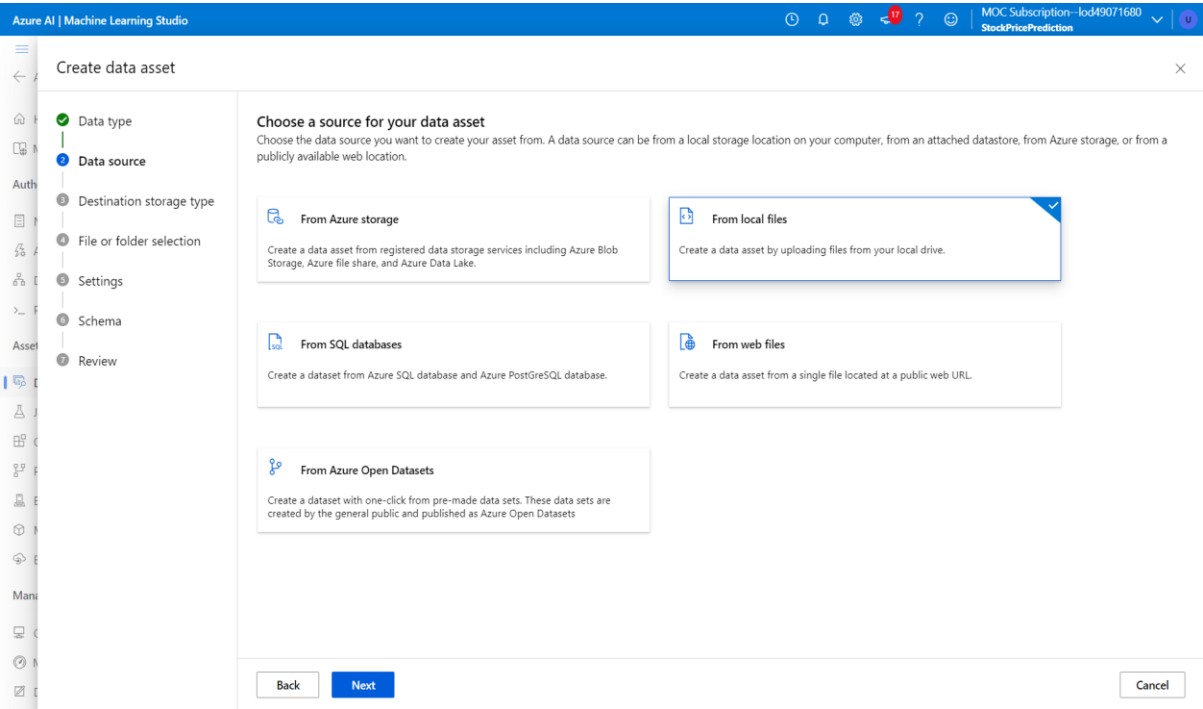 Azure AI | Machine Learning Studio
17
?
MOC Subscription--lod49071680
StockPricePrediction
U
Create data asset
Auth
Asset
Mana
Data type
2 Data source
3 Destination storage type
4 File or folder selection
5 Settings
6 Schema
7 Review
Choose a source for your data asset
Choose the data source you want to create your asset from. A data source can be from a local storage location on your computer, from an attached datastore, from Azure storage, or from a
publicly available web location.
From Azure storage
Create a data asset from registered data storage services including Azure Blob
Storage, Azure file share, and Azure Data Lake.
From local files
Create a data asset by uploading files from your local drive.
SQL
From SQL databases
Create a dataset from Azure SQL database and Azure PostGreSQL database.
From web files
Create a data asset from a single file located at a public web URL.
From Azure Open Datasets
Create a dataset with one-click from pre-made data sets. These data sets are
created by the general public and published as Azure Open Datasets
Back
Next
Cancel